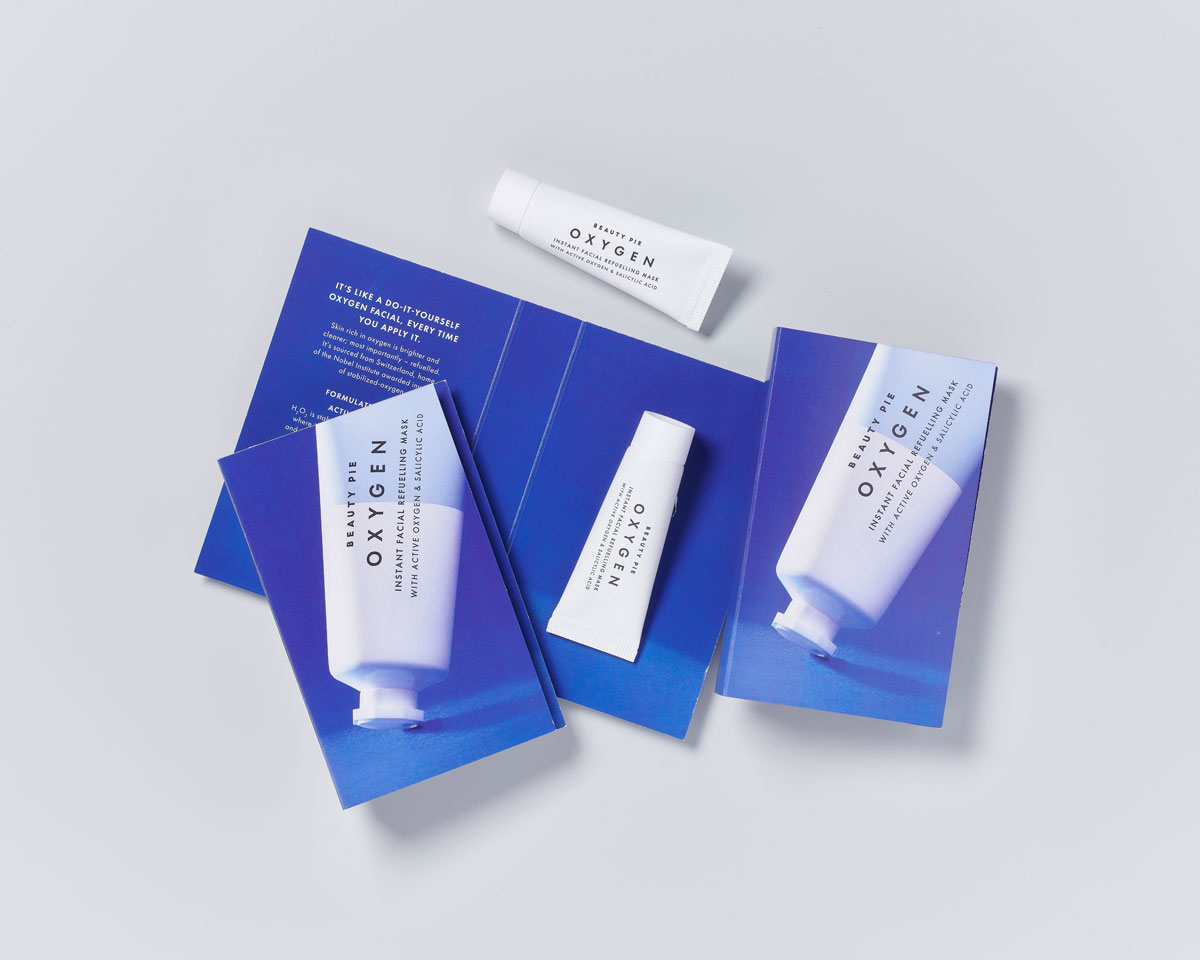 BEAUTY PIE
OXYGEN
INSTANT FACIAL REFUELLING MASK
WITH ACTIVE OXYGEN & SALICYLIC ACID
IT'S LIKE A DO-IT-YOURSELF
OXYGEN FACIAL, EVERY TIME
YOU APPLY IT.
Skin rich in oxygen is brighter and
clearer; most importantly – refuelled.
It's sourced from Switzerland, home
of the Nobel Institute awarded
of stabilized-oxygen
H₂O₂ is
where
and
BEAUTY PIE
OXYGEN
INSTANT FACIAL REFUELLING MASK
WITH ACTIVE OXYGEN & SALICYLIC ACID
BEAUTY PIE
OXYGEN
INSTANT FACIAL REFUELLING MASK
WITH ACTIVE OXYGEN & SALICYLIC ACID
BEAUTY PIE
OXYGEN
INSTANT FACIAL REFUELLING MASK
WITH ACTIVE OXYGEN & SALICYLIC ACID